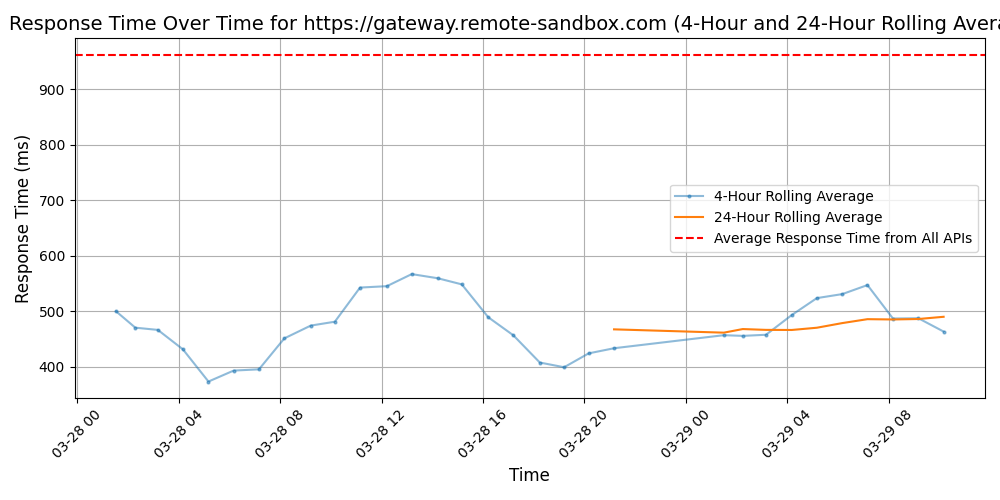 Response Time Over Time for https://gateway.remote-sandbox.com (4-Hour and 24-Hour Rolling Avera
Response Time (ms)
900
800
700
600
500
400
4-Hour Rolling Average
24-Hour Rolling Average
Average Response Time from All APIs
03-28 00
03-28 04
03-28 08
03-28 12
03-28 16
03-28 20
03-29 00
03-29 04
03-29 08
Time